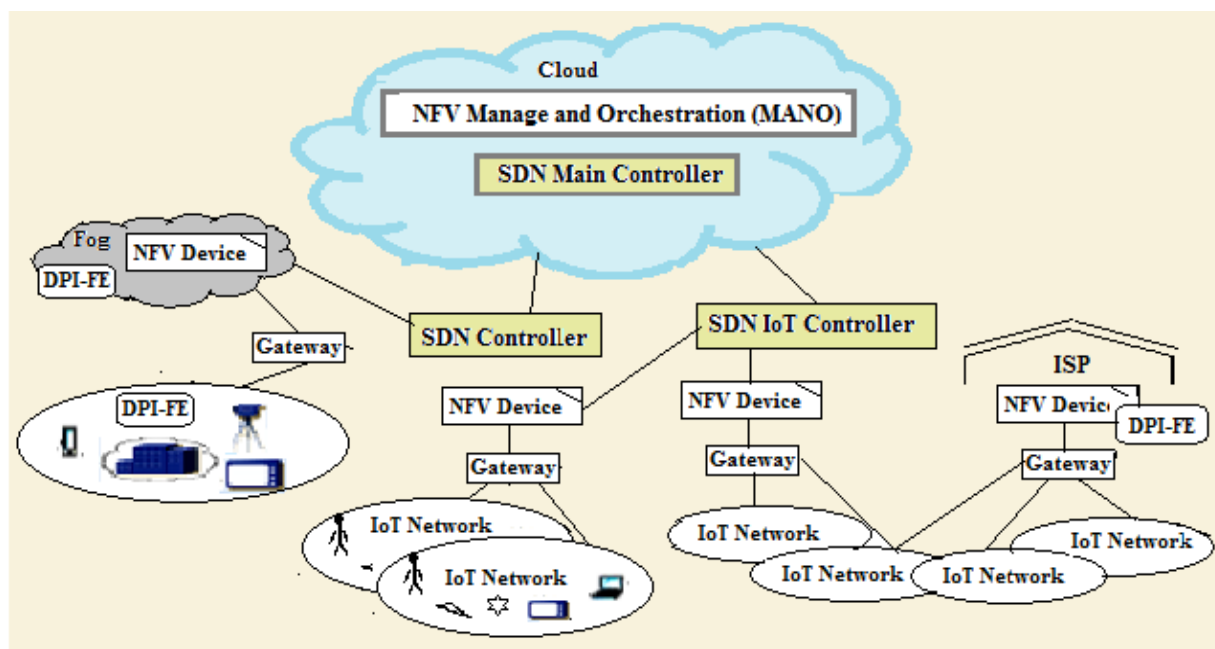 Cloud
NFV Manage and Orchestration (MANO)
SDN Main Controller
Fog
NFV Device
DPI-FE
SDN Controller
SDN IoT Controller
Gateway
ISP
DPI-FE
NFV Device
NFV Device
NFV Device
DPI-FE
Gateway
Gateway
Gateway
IoT Network
IoT Network
IoT Network
IoT Network
IoT Network
IoT Network